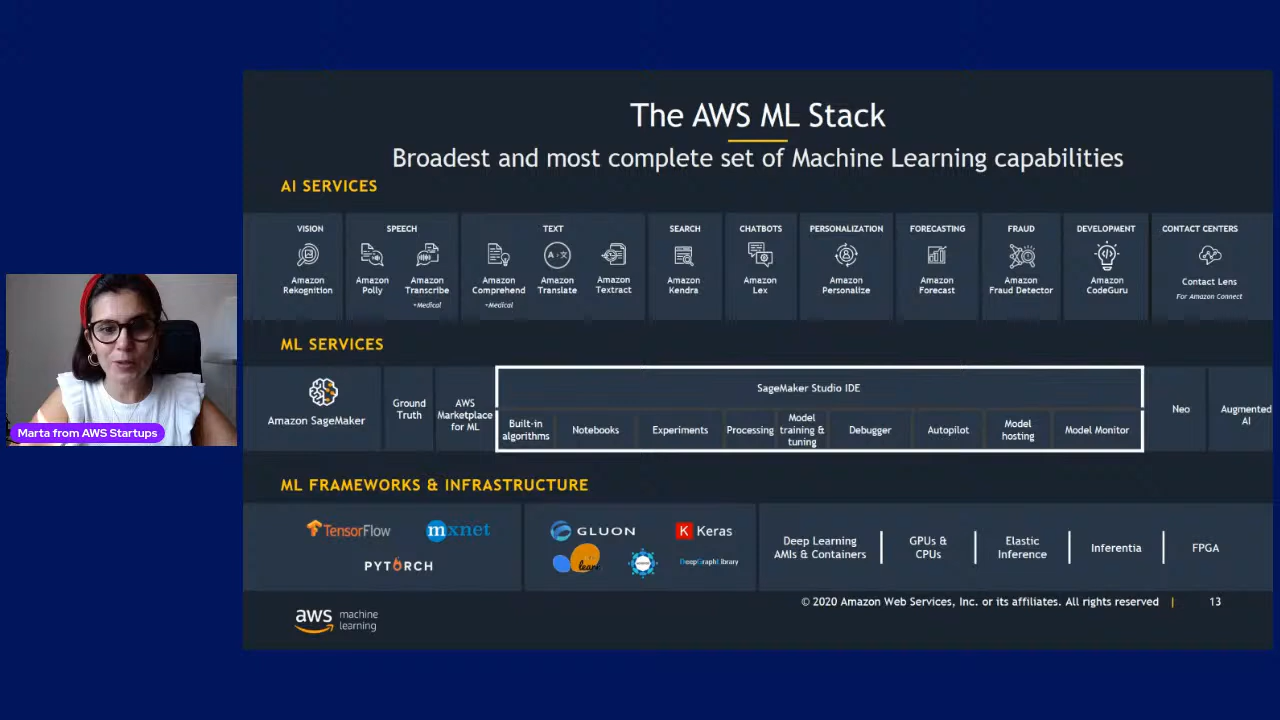 The AWS ML Stack
Broadest and most complete set of Machine Learning capabilities
AI SERVICES
VISION
Amazon
Rekognition
SPEECH
Amazon
Polly
Amazon
Transcribe
+Medical
TEXT
Amazon
Comprehend
+Medical
Amazon
Translate
Amazon
Textract
SEARCH
Amazon
Kendra
CHATBOTS
Amazon
Lex
PERSONALIZATION
Amazon
Personalize
FORECASTING
Amazon
Forecast
FRAUD
Amazon
Fraud Detector
DEVELOPMENT
Amazon
CodeGuru
CONTACT CENTERS
Contact Lens
For Amazon Connect
ML SERVICES
Amazon SageMaker
Ground
Truth
AWS
Marketplace
for ML
SageMaker Studio IDE
Built-in
algorithms
Notebooks
Experiments
Processing
Model
training &
tuning
Debugger
Autopilot
Model
hosting
Model Monitor
Neo
Augmented
AI
Marta from AWS Startups
ML FRAMEWORKS & INFRASTRUCTURE
TensorFlow
mxnet
PYTORCH
GLUON
Keras
learn
DeepGraphLibrary
Deep Learning
AMIs & Containers
GPUs &
CPUs
Elastic
Inference
Inferentia
FPGA
aws machine
learning
© 2020 Amazon Web Services, Inc. or its affiliates. All rights reserved | 13